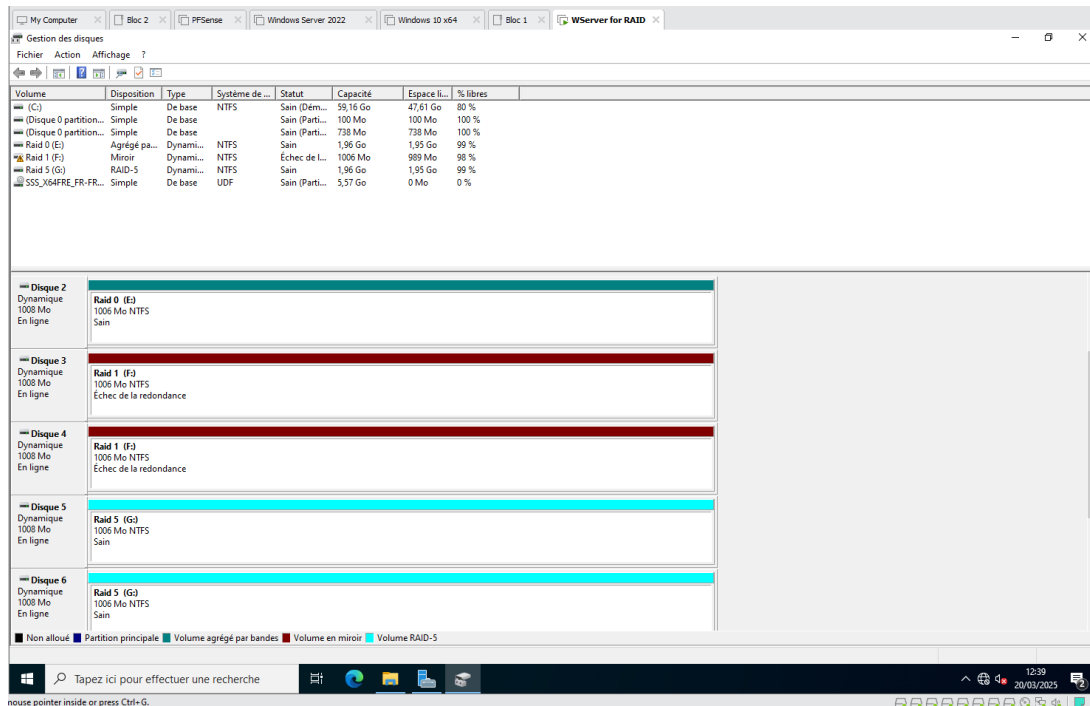 My Computer Bloc 2 PFSense Windows Server 2022 Windows 10 x64 Bloc 1 WServer for RAID
Gestion des disques
Fichier Action Affichage ?
Volume Disposition Type Système de ... Statut Capacité Espace li... % libres
(C:) Simple De base NTFS Sain (Dém... 59,16 Go 47,61 Go 80 %
(Disque 0 partition... Simple De base Sain (Parti... 100 Mo 100 Mo 100 %
(Disque 0 partition... Simple De base Sain (Parti... 738 Mo 738 Mo 100 %
Raid 0 (E:) Agrégé pa... Dynami... NTFS Sain 1,96 Go 1,95 Go 99 %
Raid 1 (F:) Miroir Dynami... NTFS Échec de l... 1006 Mo 989 Mo 98 %
Raid 5 (G:) RAID-5 Dynami... NTFS Sain 1,96 Go 1,95 Go 99 %
SSS_X64FRE_FR-FR... Simple De base UDF Sain (Parti... 5,57 Go 0 Mo 0 %
Disque 2
Dynamique
1008 Mo
En ligne
Raid 0 (E:)
1006 Mo NTFS
Sain
Disque 3
Dynamique
1008 Mo
En ligne
Raid 1 (F:)
1006 Mo NTFS
Échec de la redondance
Disque 4
Dynamique
1008 Mo
En ligne
Raid 1 (F:)
1006 Mo NTFS
Échec de la redondance
Disque 5
Dynamique
1008 Mo
En ligne
Raid 5 (G:)
1006 Mo NTFS
Sain
Disque 6
Dynamique
1008 Mo
En ligne
Raid 5 (G:)
1006 Mo NTFS
Sain
Non alloué Partition principale Volume agrégé par bandes Volume en miroir Volume RAID-5
Tapez ici pour effectuer une recherche
12:39
20/03/2025
2
mouse pointer inside or press Ctrl+G.